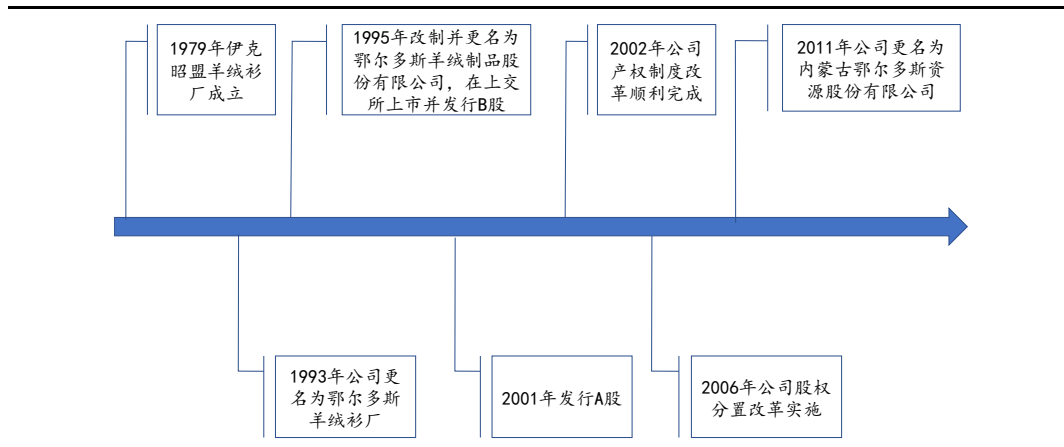 1979年伊克
昭盟羊绒衫
厂成立
1995年改制并更名为
鄂尔多斯羊绒制品股
份有限公司，在上交
所上市并发行B股
2002年公司
产权制度改
革顺利完成
2011年公司更名为
内蒙古鄂尔多斯资
源股份有限公司
1993年公司更
名为鄂尔多斯
羊绒衫厂
2001年发行A股
2006年公司股权
分置改革实施